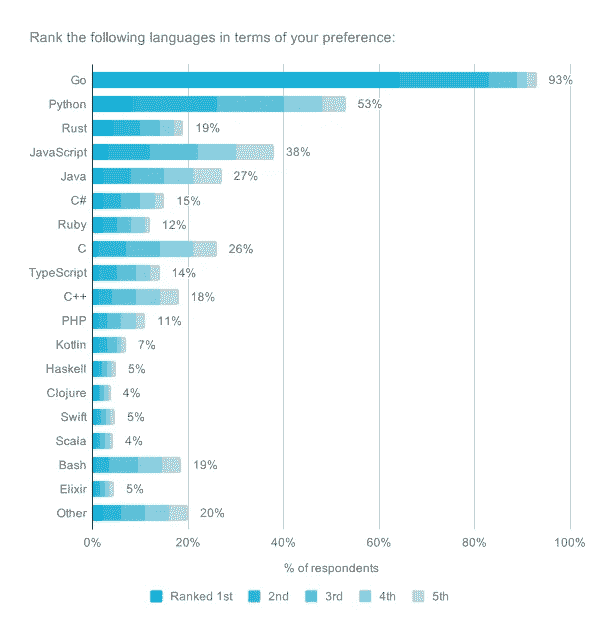 Rank the following languages in terms of your preference:
Go 93%
Python 53%
Rust 19%
JavaScript 38%
Java 27%
C# 15%
Ruby 12%
C 26%
TypeScript 14%
C++ 18%
PHP 11%
Kotlin 7%
Haskell 5%
Clojure 4%
Swift 5%
Scala 4%
Bash 19%
Elixir 5%
Other 20%
0% 20% 40% 60% 80% 100%
% of respondents
Ranked 1st 2nd 3rd 4th 5th